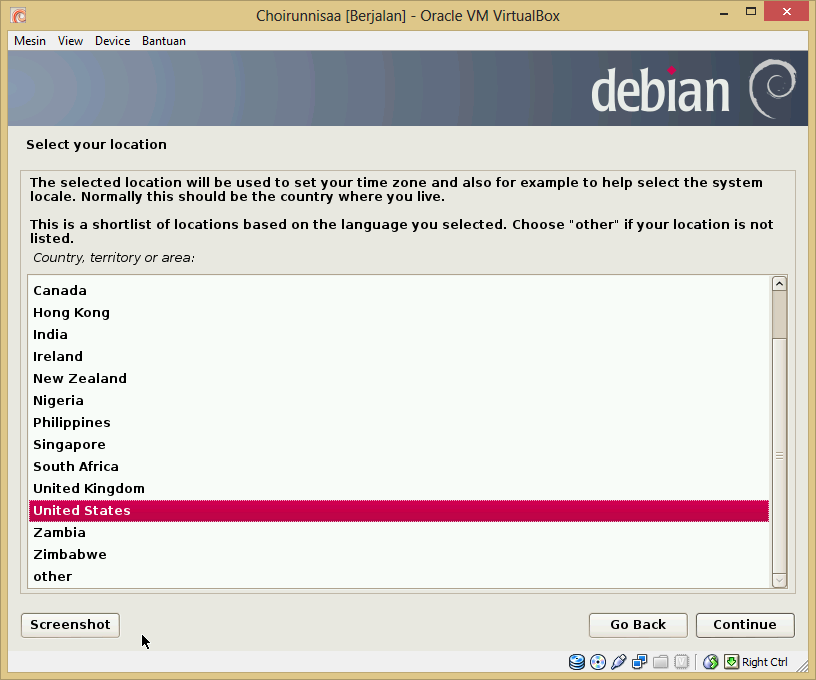 Choirunnisaa [Berjalan] - Oracle VM VirtualBox
Mesin View Device Bantuan
debian
Select your location
The selected location will be used to set your time zone and also for example to help select the system
locale. Normally this should be the country where you live.
This is a shortlist of locations based on the language you selected. Choose "other" if your location is not
listed.
Country, territory or area:
Canada
Hong Kong
India
Ireland
New Zealand
Nigeria
Philippines
Singapore
South Africa
United Kingdom
United States
Zambia
Zimbabwe
other
Screenshot Go Back Continue
Right Ctrl